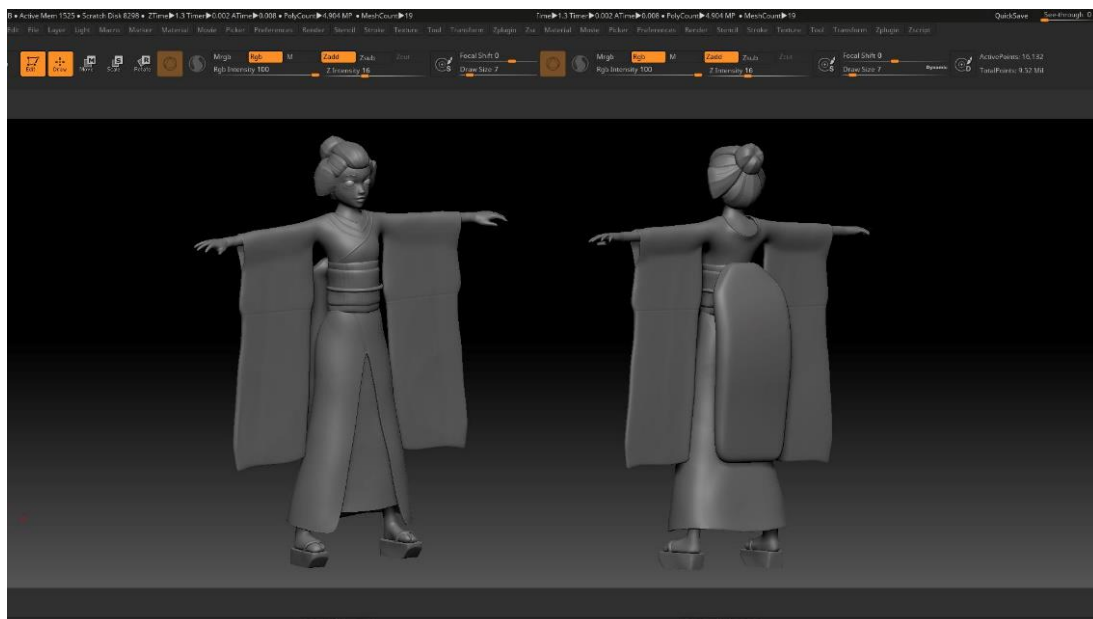 B • Active Mem 1525 • Scratch Disk 8298 • ZTime▶1.3 Timer▶0.002 ATime▶0.008 • PolyCount▶4.904 MP • MeshCount▶19 Time▶1.3 Timer▶0.002 ATime▶0.008 • PolyCount▶4.904 MP • MeshCount▶19 QuickSave See-through 0
Edit File Layer Light Macro Marker Material Movie Picker Preferences Render Stencil Stroke Texture Tool Transform Zplugin Material Movie Picker Preferences Render Stencil Stroke Texture Tool Transform Zplugin Zscript
Edit Draw Move Scale Rotate Mrgb Rgb M Zadd Zsub Zcut Focal Shift 0 Mrgb Rgb M Zadd Zsub Zcut Focal Shift 0 ActivePoints: 16,132
Rgb Intensity 100 Z Intensity 16 S Draw Size 7 Rgb Intensity 100 Z Intensity 16 S Draw Size 7 Dynamic D TotalPoints: 9.52 Mil